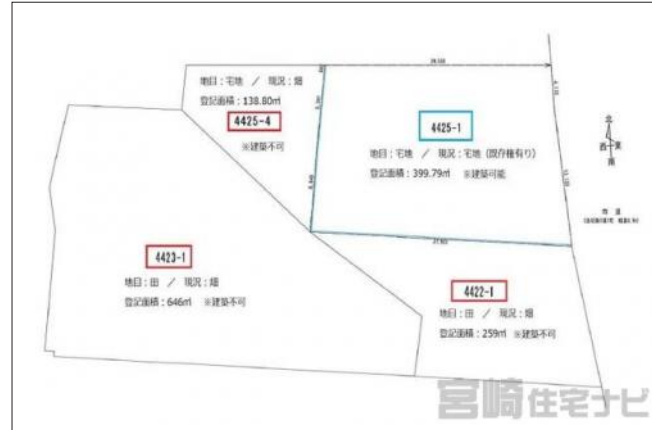 地目：宅地 ／ 現況：畑
登記面積：138.80㎡
4425-4
※建築不可
4425-1
地目：宅地 ／ 現況：宅地（既存権有り）
登記面積：399.79㎡ ※建築可能
北
西 東
南
市 道
4423-1
地目：田 ／ 現況：畑
登記面積：646㎡ ※建築不可
4422-1
地目：田 ／ 現況：畑
登記面積：259㎡ ※建築不可
宮崎住宅ナビ